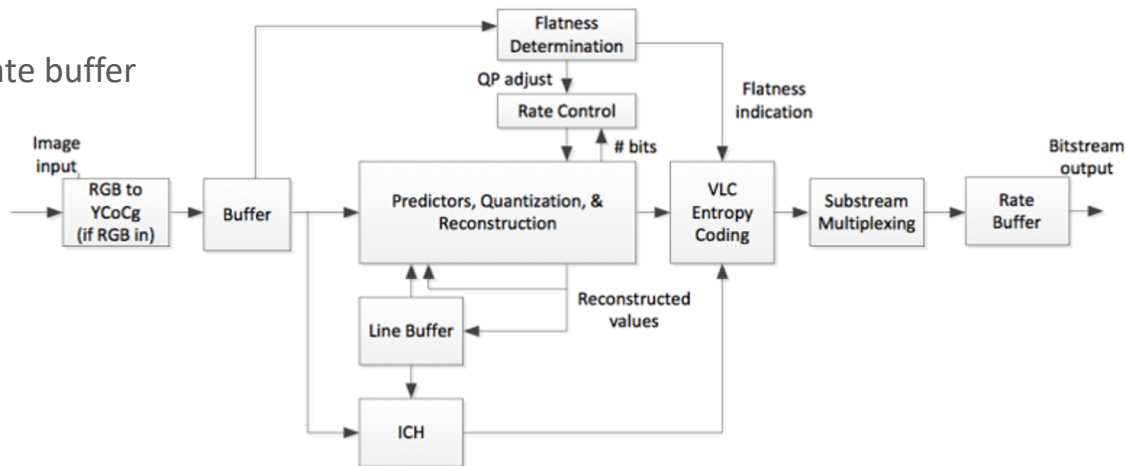 Flatness
Determination
ate buffer
QP adjust
Flatness
indication
Rate Control
# bits
Image
input
Bitstream
output
RGB to
YCoCg
(if RGB in)
Buffer
Predictors, Quantization, &
Reconstruction
VLC
Entropy
Coding
Substream
Multiplexing
Rate
Buffer
Reconstructed
values
Line Buffer
ICH